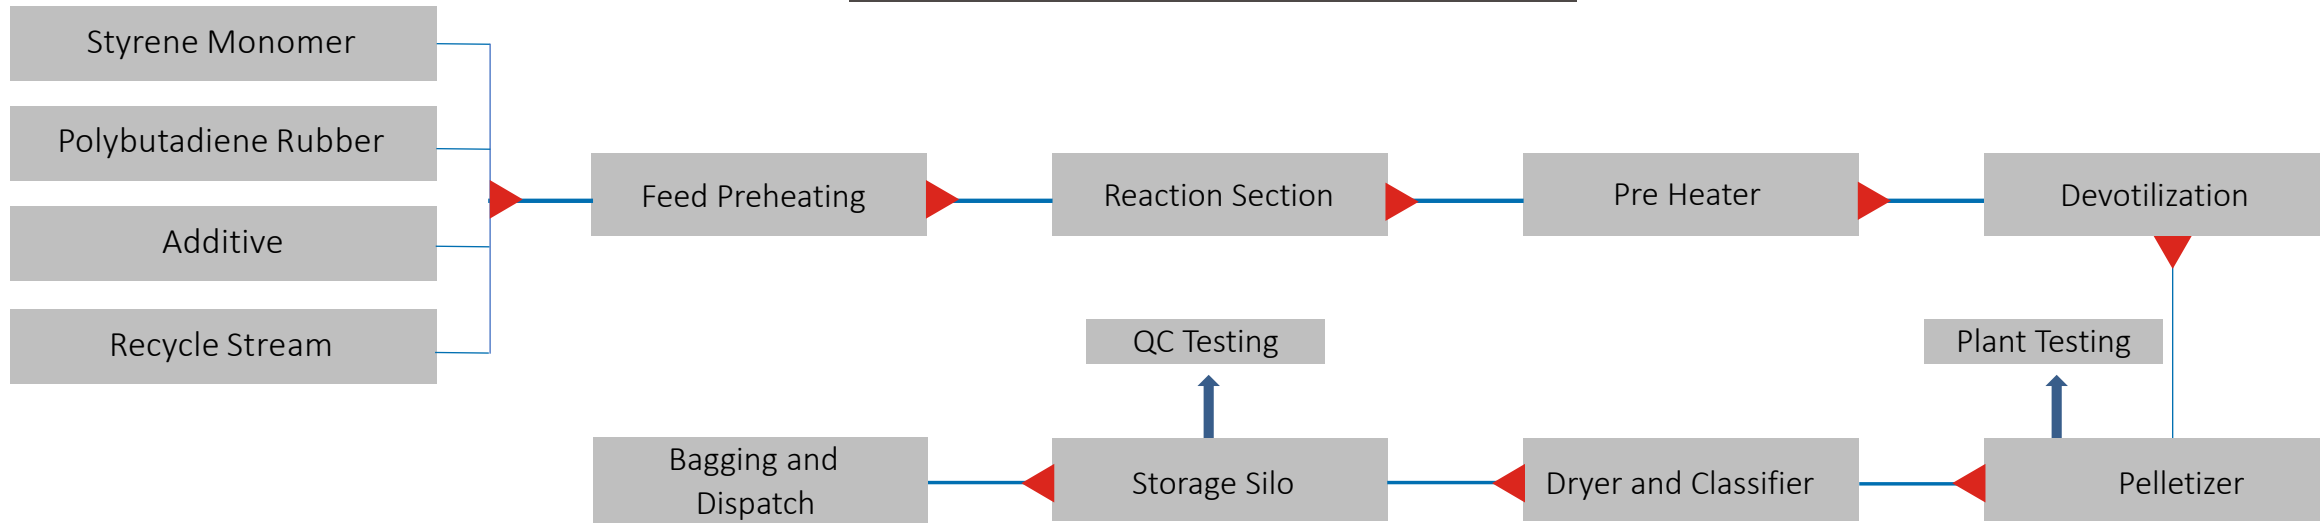 Styrene Monomer
Polybutadiene Rubber
Additive
Recycle Stream
Feed Preheating
Reaction Section
Pre Heater
Devotilization
QC Testing
Plant Testing
Bagging and
Dispatch
Storage Silo
Dryer and Classifier
Pelletizer